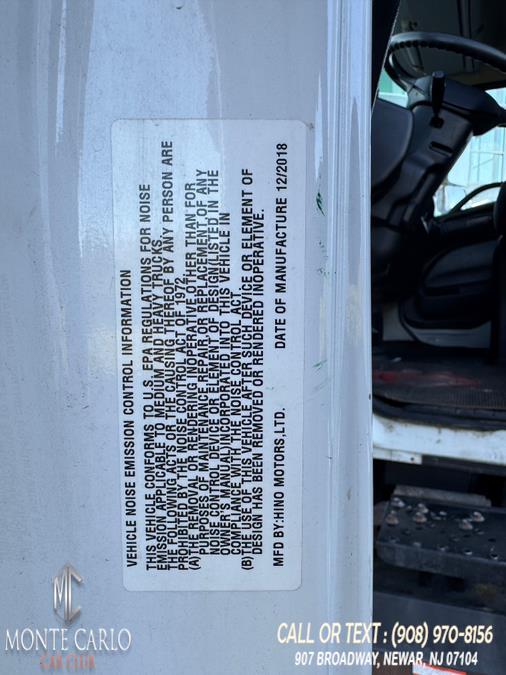 VEHICLE NOISE EMISSION CONTROL INFORMATION
THIS VEHICLE CONFORMS TO U.S. EPA REGULATIONS FOR NOISE
EMISSION APPLICABLE TO MEDIUM AND HEAVY TRUCKS.
THE FOLLOWING ACTS OR THE CAUSING THEREOF BY ANY PERSON ARE
PROHIBITED BY THE NOISE CONTROL ACT OF 1972.
(A)THE REMOVAL OR RENDERING INOPERATIVE OTHER THAN FOR
PURPOSES OF MAINTENANCE,REPAIR,OR REPLACEMENT OF ANY
NOISE CONTROL DEVICE OR ELEMENT OF DESIGN(LISTED IN THE
OWNER'S MANUAL)INCORPORATED INTO THIS VEHICLE IN
COMPLIANCE WITH THE NOISE CONTROL ACT.
(B)THE USE OF THIS VEHICLE AFTER SUCH DEVICE OR ELEMENT OF
DESIGN HAS BEEN REMOVED OR RENDERED INOPERATIVE.
MFD BY:HINO MOTORS,LTD. DATE OF MANUFACTURE 12/2018
MC
MONTE CARLO
CAR CLUB
CALL OR TEXT : (908) 970-8156
907 BROADWAY, NEWAR, NJ 07104